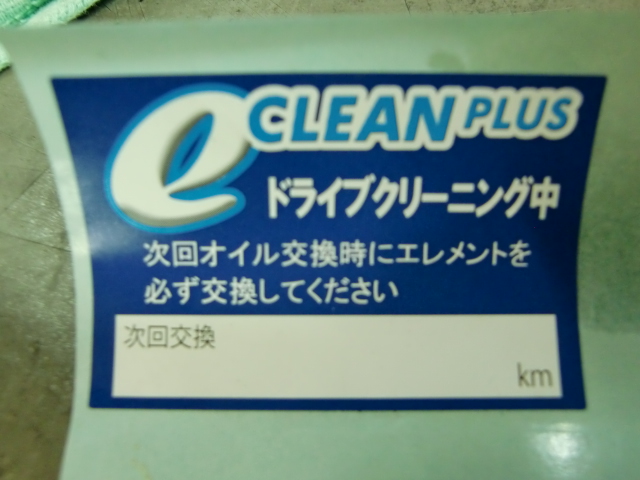 e CLEAN PLUS
ドライブクリーニング中
次回オイル交換時にエレメントを
必ず交換してください
次回交換
km